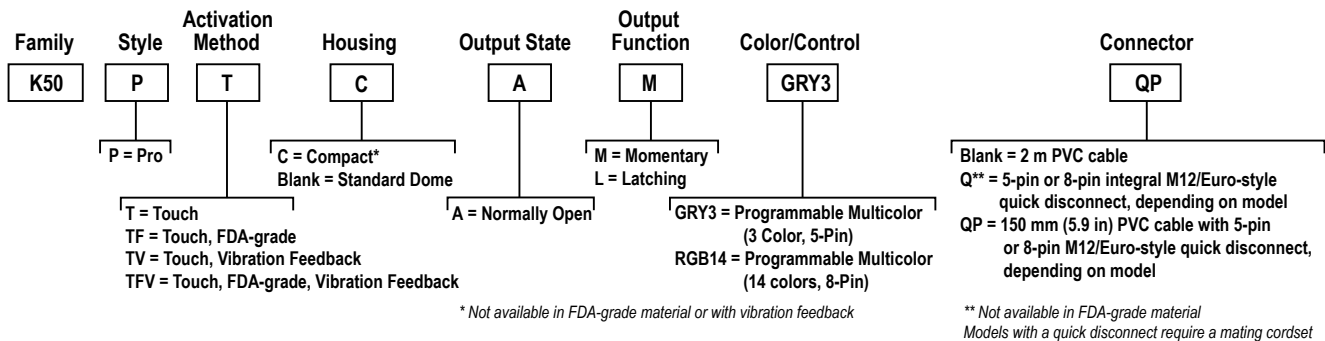 Family
Style
Activation
Method
Housing
Output State
Output
Function
Color/Control
Connector
K50
P
T
C
A
M
GRY3
QP
P = Pro
T = Touch
TF = Touch, FDA-grade
TV = Touch, Vibration Feedback
TFV = Touch, FDA-grade, Vibration Feedback
C = Compact*
Blank = Standard Dome
A = Normally Open
M = Momentary
L = Latching
GRY3 = Programmable Multicolor
(3 Color, 5-Pin)
RGB14 = Programmable Multicolor
(14 colors, 8-Pin)
Blank = 2 m PVC cable
Q** = 5-pin or 8-pin integral M12/Euro-style
quick disconnect, depending on model
QP = 150 mm (5.9 in) PVC cable with 5-pin
or 8-pin M12/Euro-style quick disconnect,
depending on model
* Not available in FDA-grade material or with vibration feedback
** Not available in FDA-grade material
Models with a quick disconnect require a mating cordset